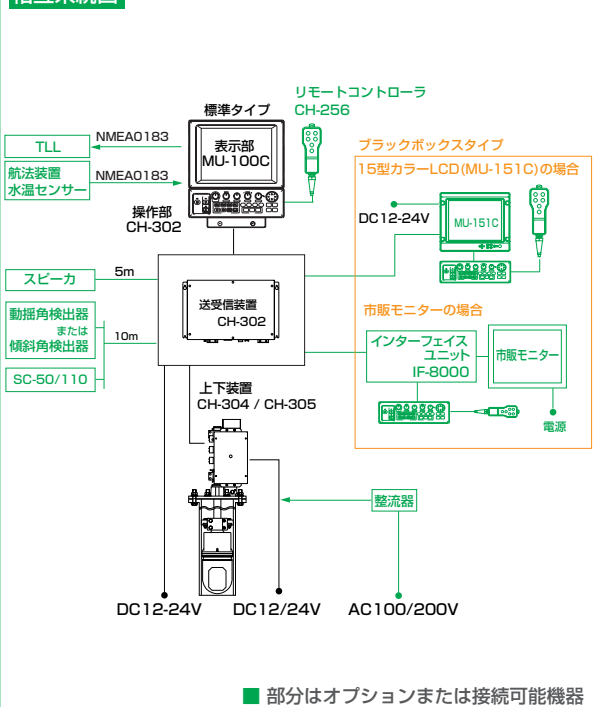 相互系統図
リモートコントローラ
CH-256
標準タイプ
TLL
NMEA0183
表示部
MU-100C
航法装置
水温センサー
NMEA0183
操作部
CH-302
ブラックボックスタイプ
15型カラーLCD(MU-151C)の場合
DC12-24V
MU-151C
スピーカ
5m
送受信装置
CH-302
動揺角検出器
または
傾斜角検出器
10m
SC-50/110
市販モニターの場合
インターフェイス
ユニット
IF-8000
市販モニター
電源
上下装置
CH-304 / CH-305
整流器
DC12-24V
DC12/24V
AC100/200V
■ 部分はオプションまたは接続可能機器